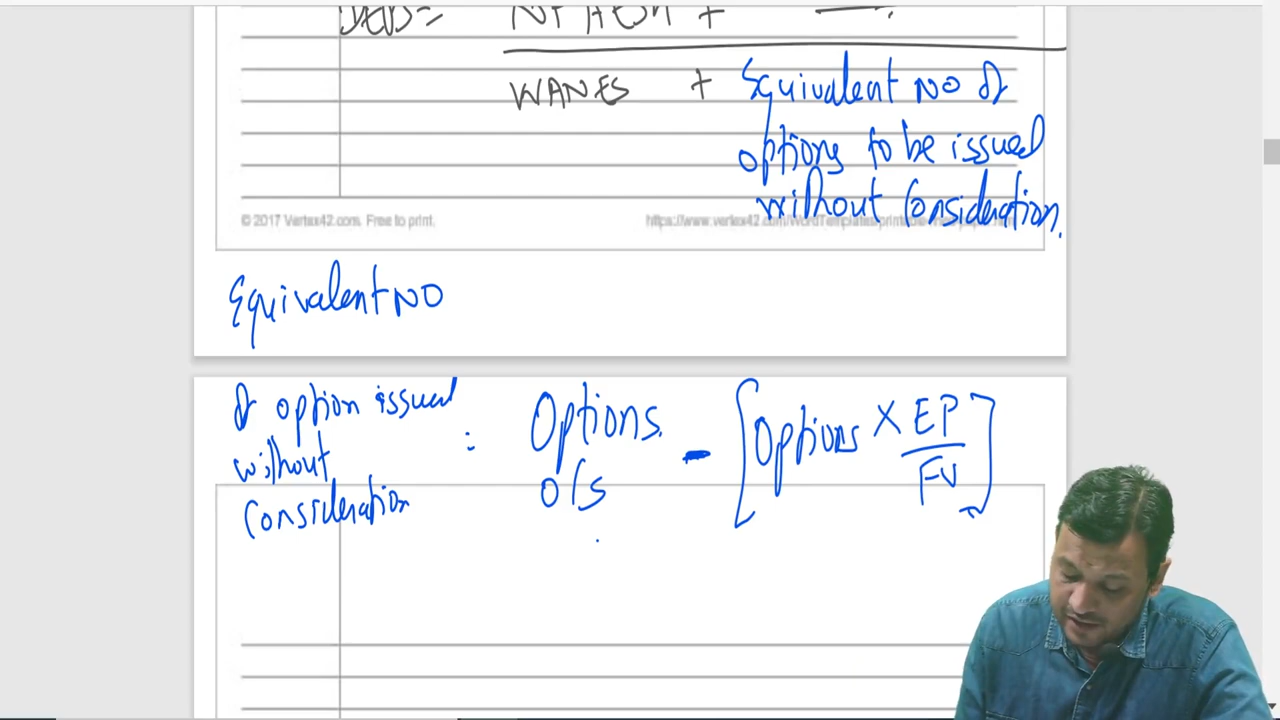 DEPS =
WANES + Equivalent NO of
options to be issued
without Consideration.
© 2017 Vertex42.com. Free to print.
Equivalent NO
of option issued
without
Consideration : Options o/s - [Options X EP/FV]